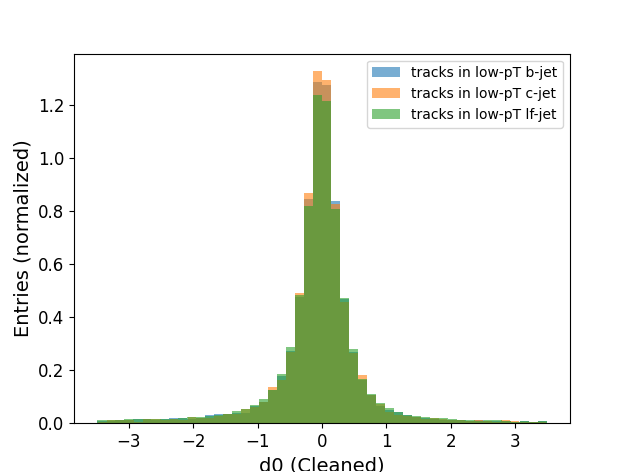 tracks in low-pT b-jet
tracks in low-pT c-jet
tracks in low-pT lf-jet
Entries (normalized)
1.2
1.0
0.8
0.6
0.4
0.2
0.0
−3 −2 −1 0 1 2 3
d0 (Cleaned)